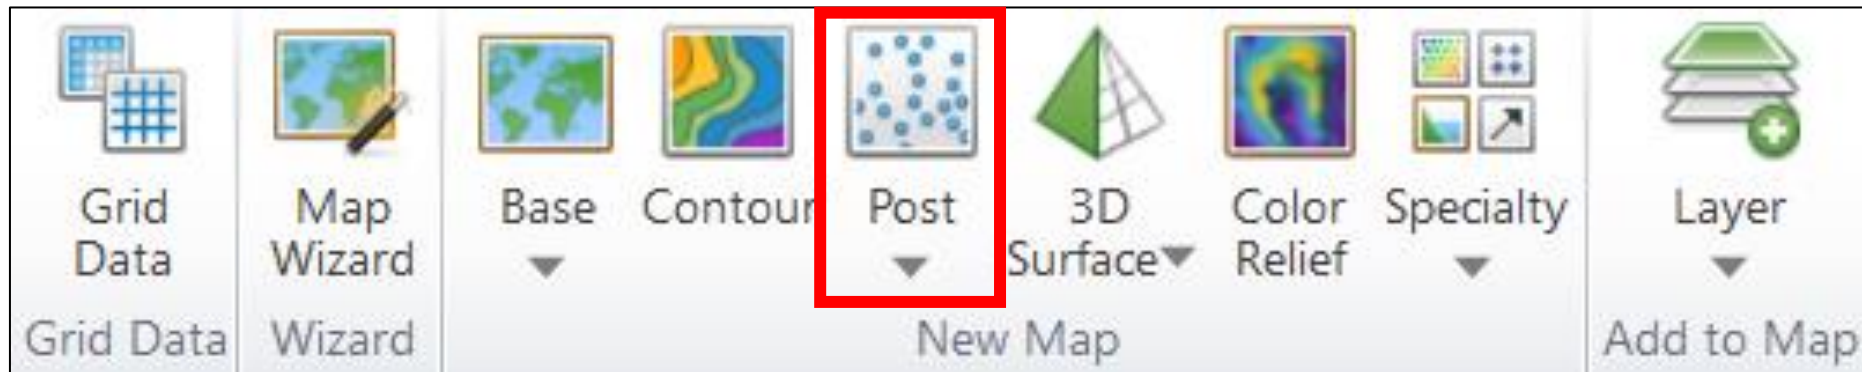 Grid
Data
Map
Wizard
Base
Contour
Post
3D
Surface
Color
Relief
Specialty
Layer
Grid Data
Wizard
New Map
Add to Map